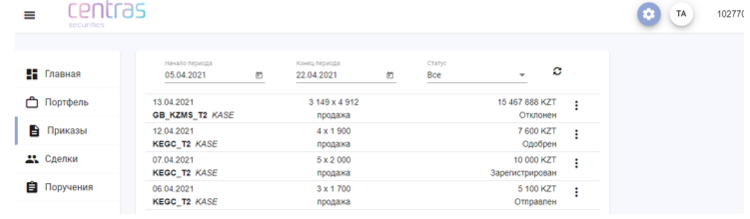 centras
securities
TA
10277
Главная
Портфель
Приказы
Сделки
Поручения
Начало периода
05.04.2021
Конец периода
22.04.2021
Статус
Все
13.04.2021 3 149 x 4 912 15 467 888 KZT
GB_KZMS_T2 KASE продажа Отклонен
12.04.2021 4 x 1 900 7 600 KZT
KEGC_T2 KASE продажа Одобрен
07.04.2021 5 x 2 000 10 000 KZT
KEGC_T2 KASE продажа Зарегистрирован
06.04.2021 3 x 1 700 5 100 KZT
KEGC_T2 KASE продажа Отправлен